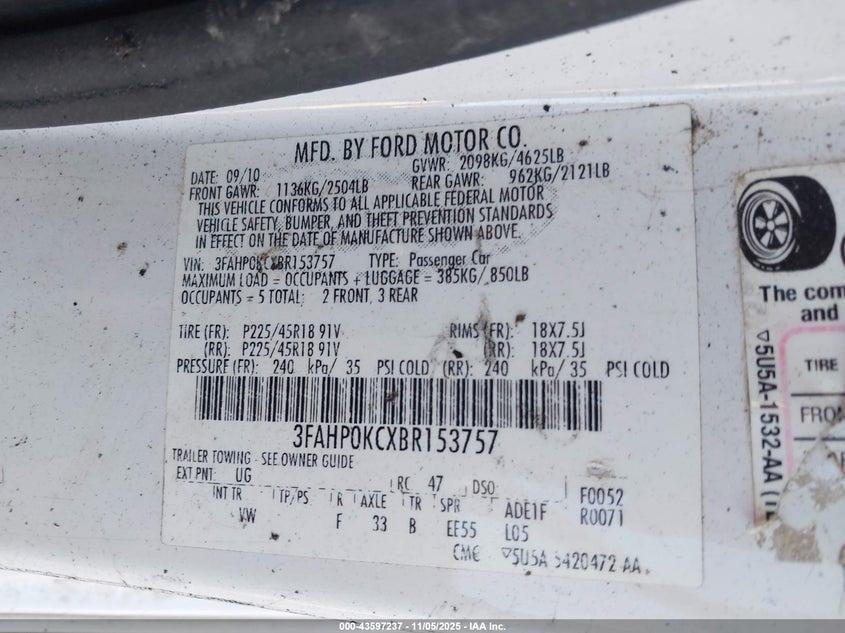 MFD. BY FORD MOTOR CO.
DATE: 09/10 GVWR: 2098KG/4625LB
FRONT GAWR: 1136KG/2504LB REAR GAWR: 962KG/2121LB
THIS VEHICLE CONFORMS TO ALL APPLICABLE FEDERAL MOTOR
VEHICLE SAFETY, BUMPER, AND THEFT PREVENTION STANDARDS
IN EFFECT ON THE DATE OF MANUFACTURE SHOWN ABOVE.
VIN: 3FAHP0KCXBR153757 TYPE: Passenger Car
MAXIMUM LOAD = OCCUPANTS + LUGGAGE = 385KG/ 850LB
OCCUPANTS = 5 TOTAL: 2 FRONT, 3 REAR
TIRE (FR): P225/45R18 91V RIMS (FR): 18X7.5J
(RR): P225/45R18 91V (RR): 18X7.5J
PRESSURE (FR): 240 kPa/ 35 PSI COLD (RR): 240 kPa/ 35 PSI COLD
3FAHP0KCXBR153757
TRAILER TOWING - SEE OWNER GUIDE
EXT PNT: UG RC 47 DSO F0052
INT TR TP/PS R AXLE TR SPR ADE1F R0071
VW F 33 B EF55 L05
CMC ▽5U5A 5420472 AA
The com
and
TIRE
FRON
▽5U5A-1532-AA
000-43597237 - 11/05/2025 - IAA Inc.